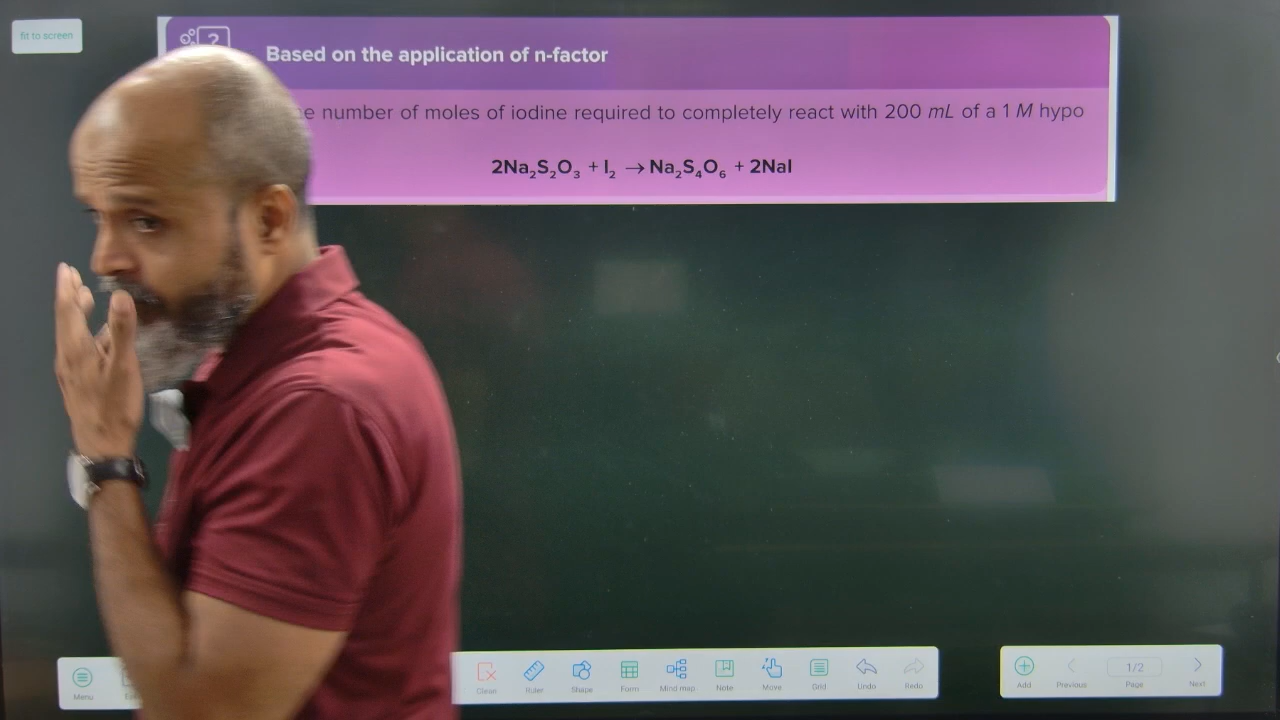 fit to screen
?
Based on the application of n-factor
number of moles of iodine required to completely react with 200 mL of a 1 M hypo
2Na₂S₂O₃ + I₂ → Na₂S₄O₆ + 2NaI
Menu Clean Ruler Shape Form Mind map Note Move Grid Undo Redo
Add Previous 1/2 Page Next